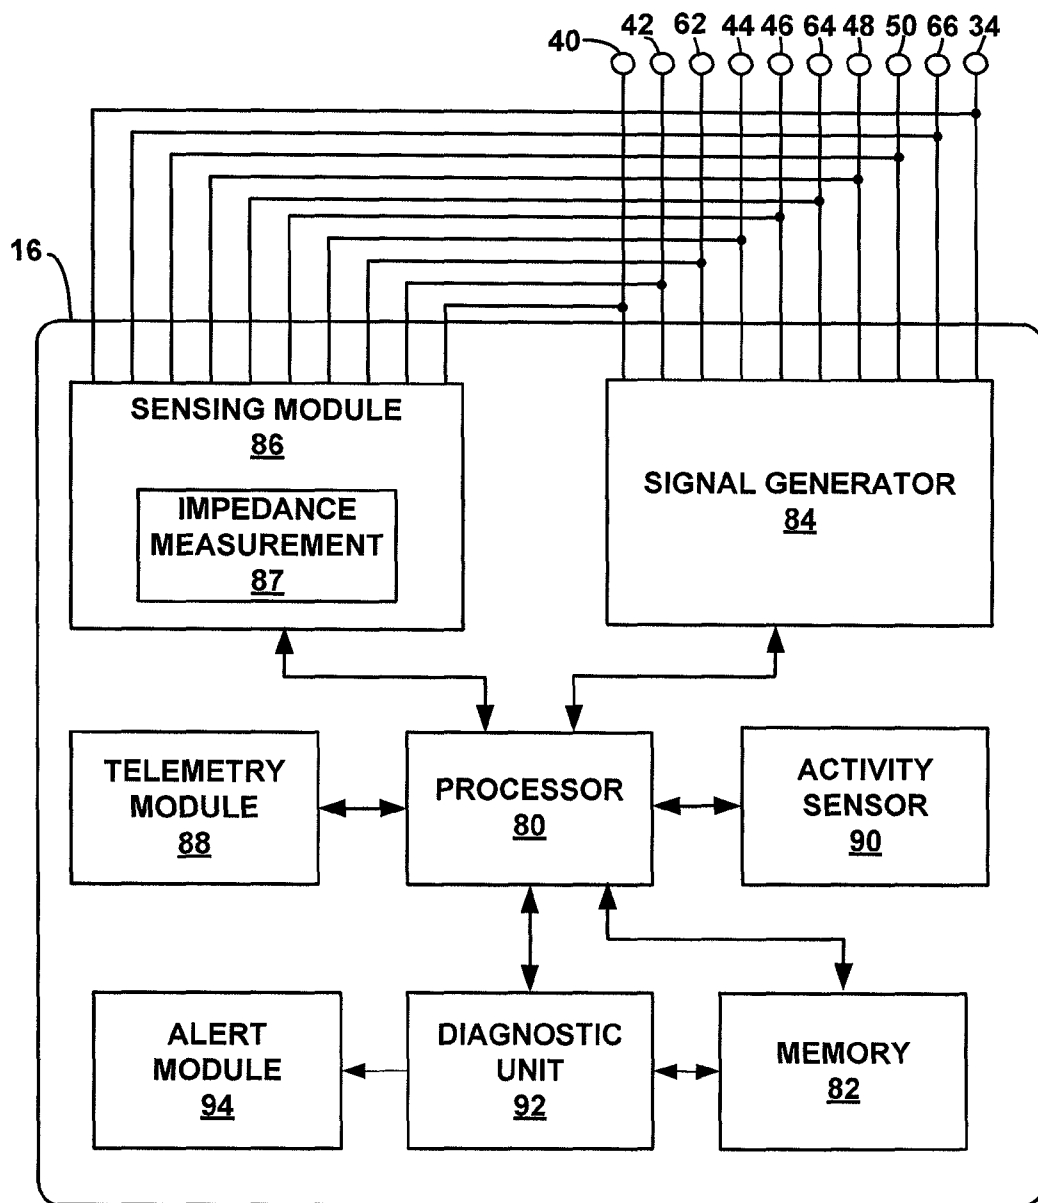 40 42 62 44 46 64 48 50 66 34
16
SENSING MODULE
86
IMPEDANCE
MEASUREMENT
87
SIGNAL GENERATOR
84
TELEMETRY
MODULE
88
PROCESSOR
80
ACTIVITY
SENSOR
90
ALERT
MODULE
94
DIAGNOSTIC
UNIT
92
MEMORY
82